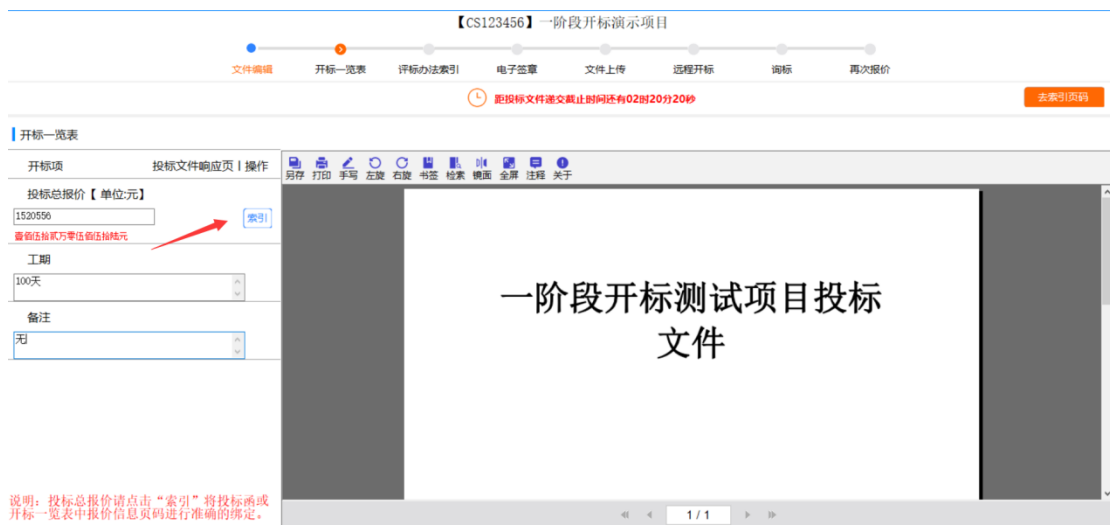 【CS123456】一阶段开标演示项目
文件编辑 开标一览表 评标办法索引 电子签章 文件上传 远程开标 询标 再次报价
距投标文件递交截止时间还有02时20分20秒
去索引页码
开标一览表
开标项 投标文件响应页丨操作
另存 打印 手写 左旋 右旋 书签 检索 镜面 全屏 注释 关于
投标总报价【 单位:元】
1520556
索引
壹佰伍拾贰万零伍佰伍拾陆元
工期
100天
备注
无
一阶段开标测试项目投标
文件
说明：投标总报价请点击“索引”将投标函或
开标一览表中报价信息页码进行准确的绑定。
1 / 1